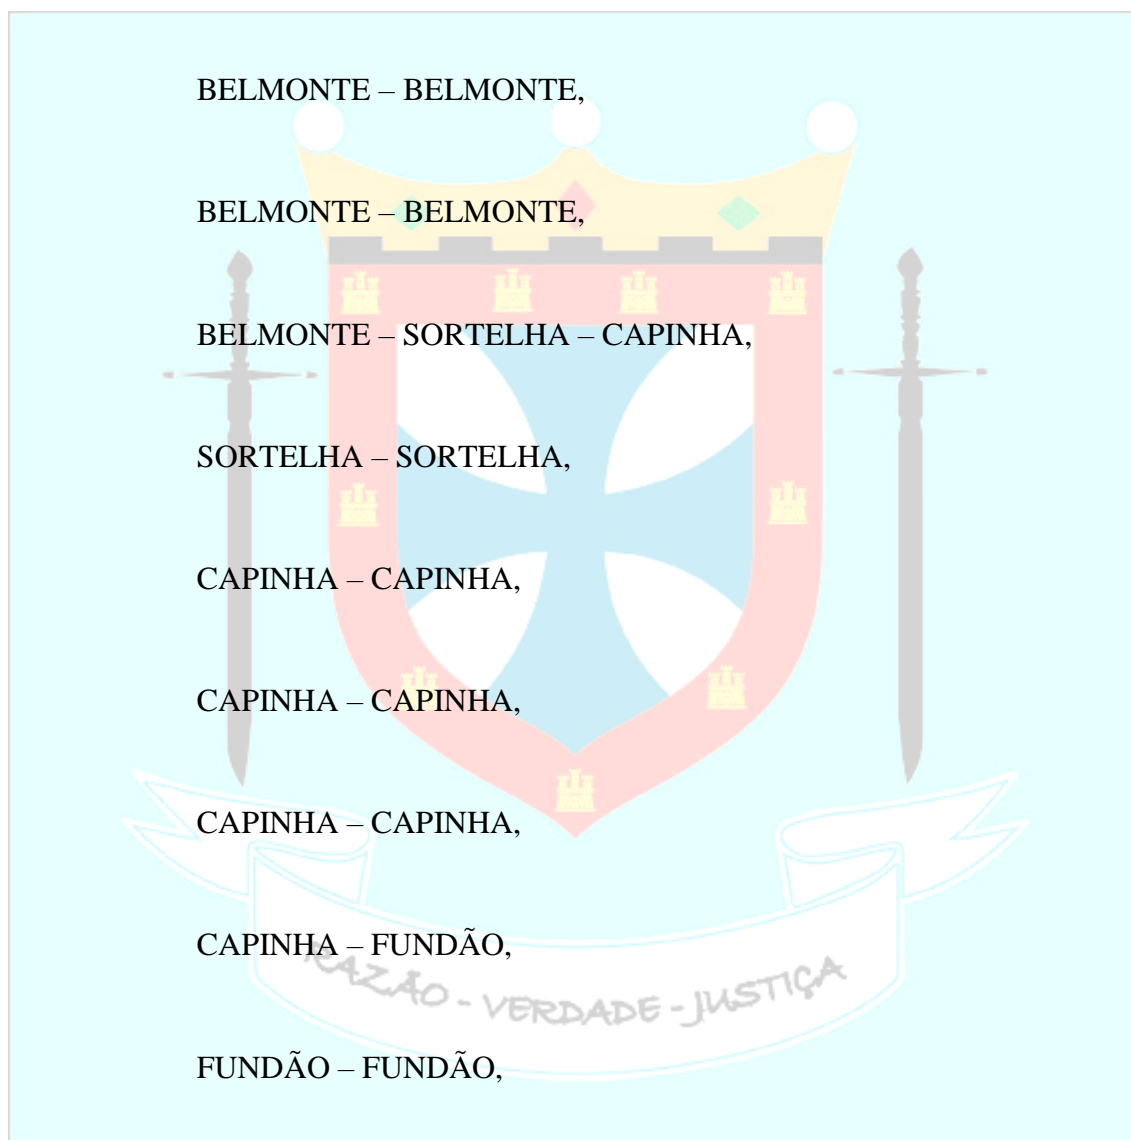 BELMONTE – BELMONTE,
BELMONTE – BELMONTE,
BELMONTE – SORTELHA – CAPINHA,
SORTELHA – SORTELHA,
CAPINHA – CAPINHA,
CAPINHA – CAPINHA,
CAPINHA – CAPINHA,
CAPINHA – FUNDÃO,
RAZÃO - VERDADE - JUSTIÇA
FUNDÃO – FUNDÃO,